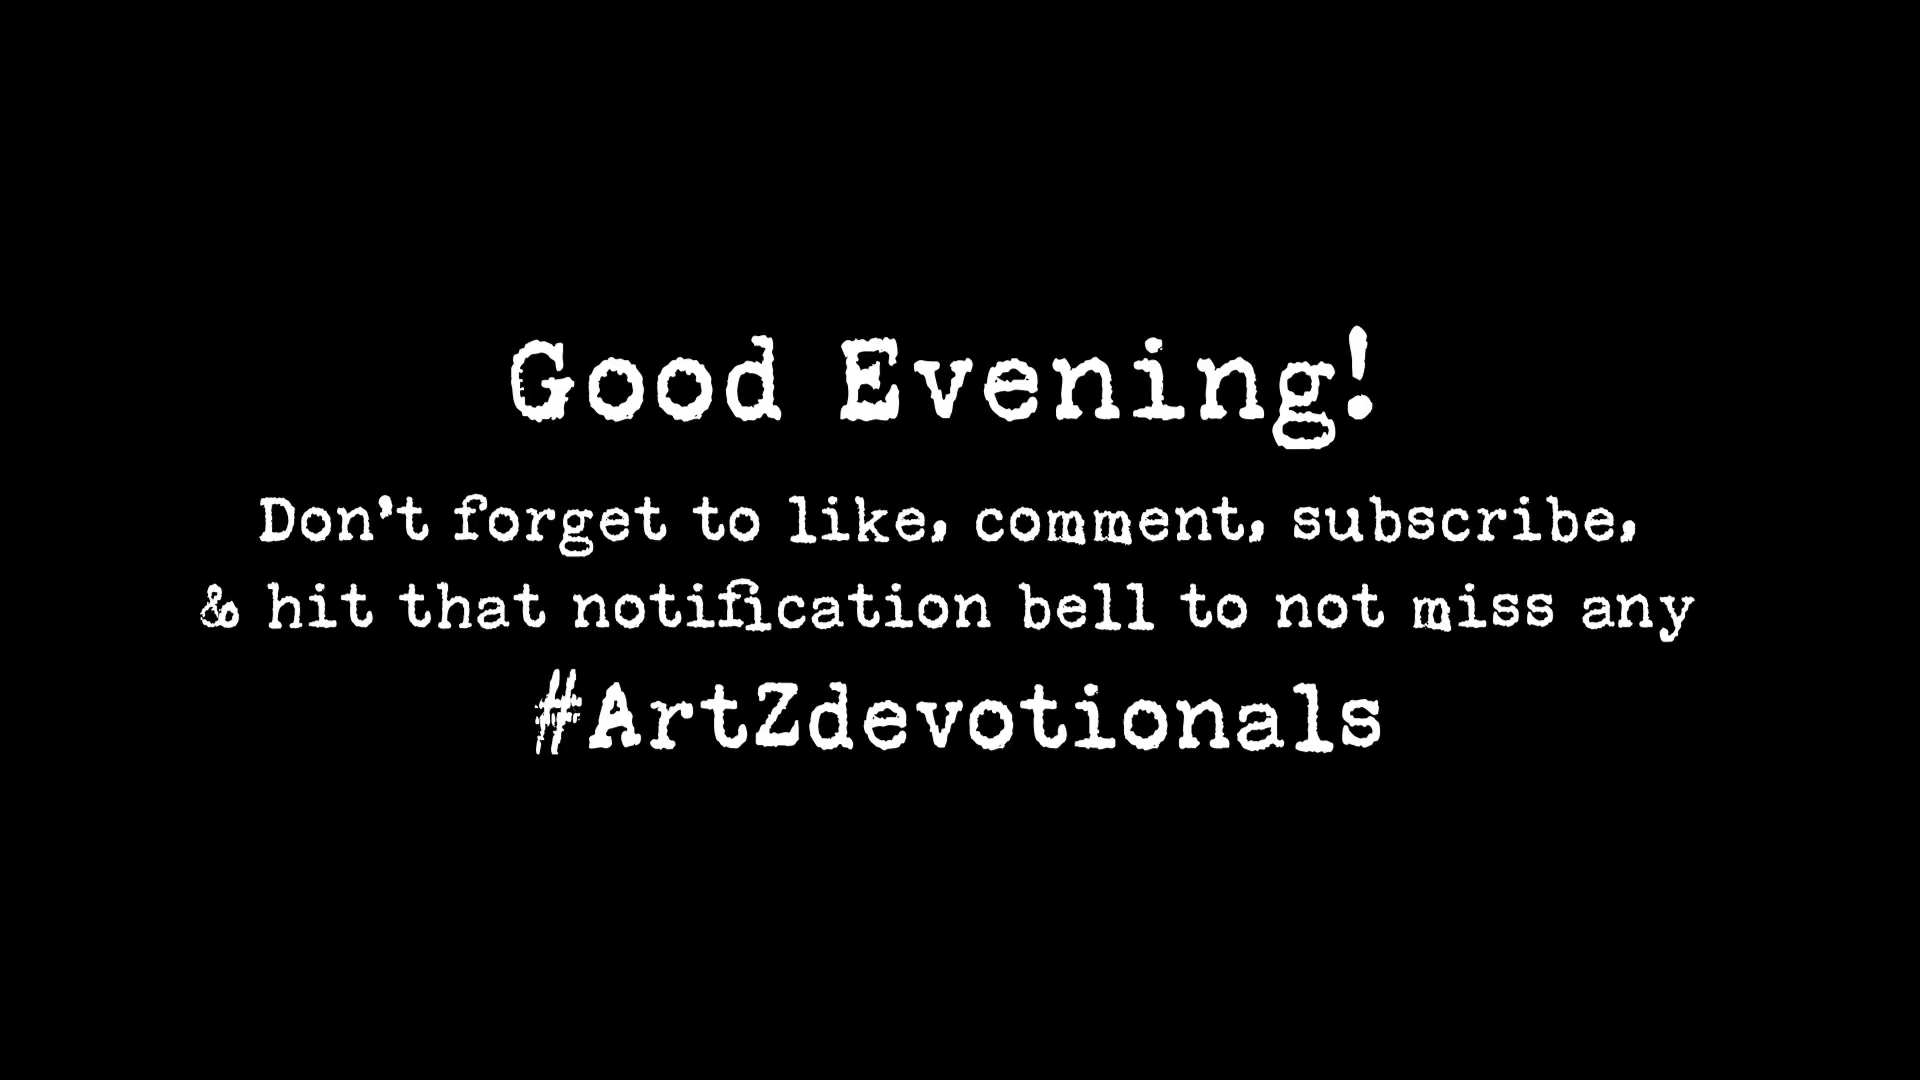 Good Evening!
Don't forget to like, comment, subscribe,
& hit that notification bell to not miss any
#ArtZdevotionals